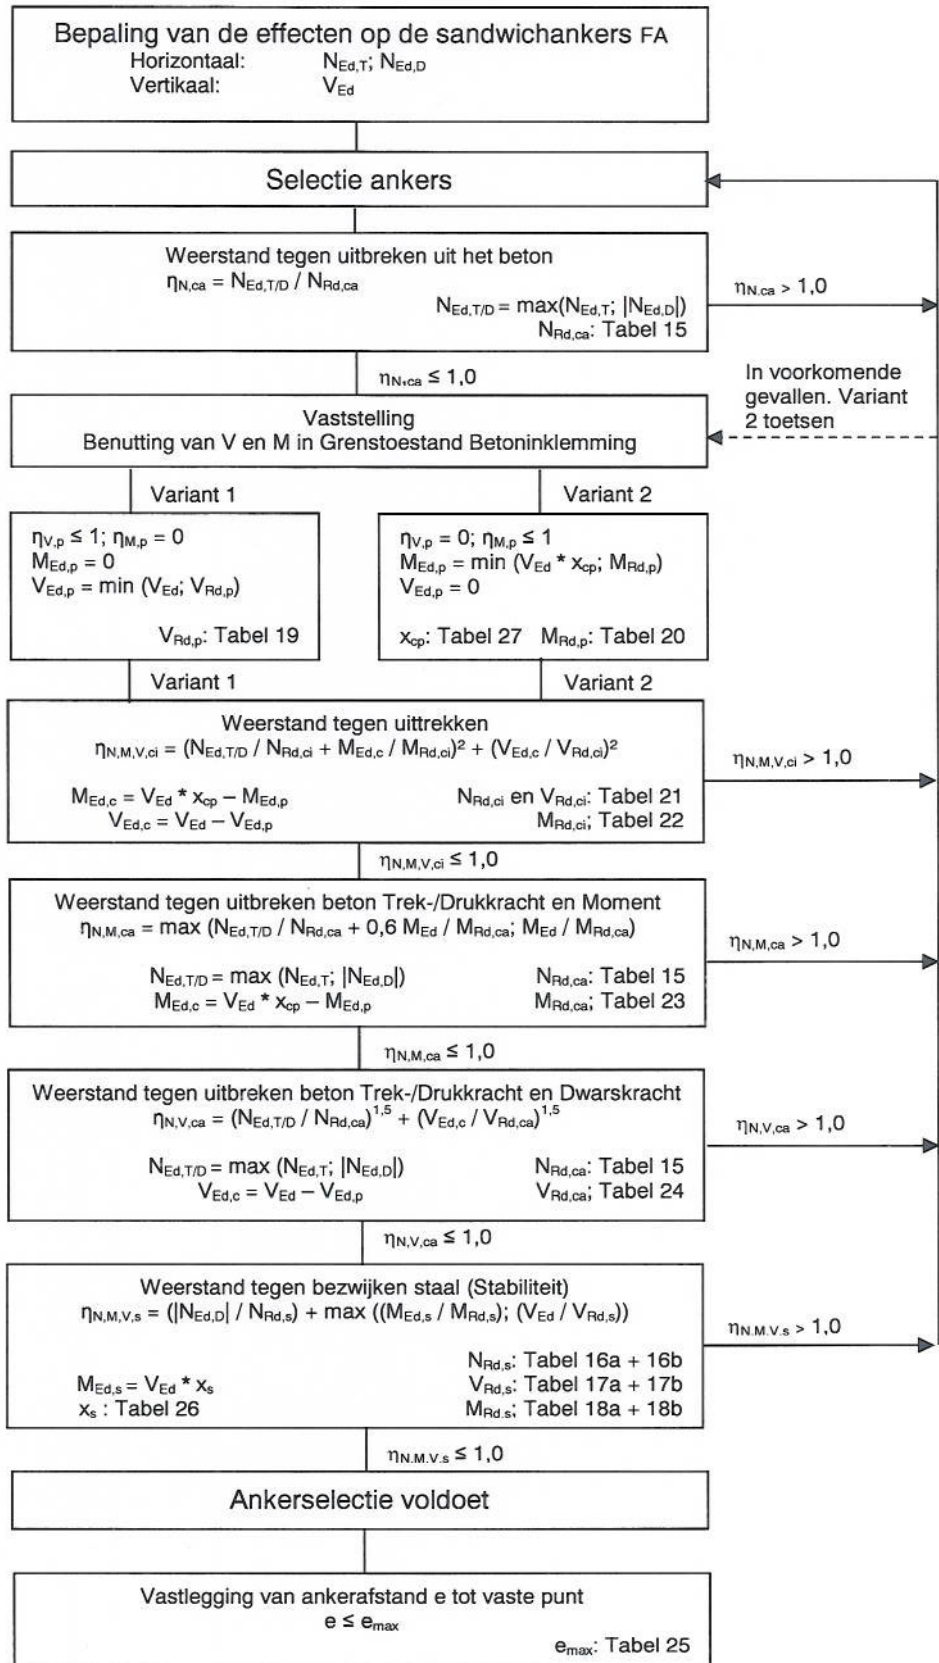 Bepaling van de effecten op de sandwichankers FA
Horizontaal: N_Ed,T; N_Ed,D
Vertikaal: V_Ed
Selectie ankers
Weerstand tegen uitbreken uit het beton
η_N,ca = N_Ed,T/D / N_Rd,ca
N_Ed,T/D = max(N_Ed,T; |N_Ed,D|)
N_Rd,ca: Tabel 15
η_N.ca > 1,0
η_N,ca ≤ 1,0
In voorkomende
gevallen. Variant
2 toetsen
Vaststelling
Benutting van V en M in Grenstoestand Betoninklemming
Variant 1
Variant 2
η_V,p ≤ 1; η_M,p = 0
M_Ed,p = 0
V_Ed,p = min (V_Ed; V_Rd,p)
V_Rd,p: Tabel 19
η_V,p = 0; η_M,p ≤ 1
M_Ed,p = min (V_Ed * x_cp; M_Rd,p)
V_Ed,p = 0
x_cp: Tabel 27 M_Rd,p: Tabel 20
Variant 1
Variant 2
Weerstand tegen uittrekken
η_N,M,V,ci = (N_Ed,T/D / N_Rd,ci + M_Ed,c / M_Rd,ci)² + (V_Ed,c / V_Rd,ci)²
M_Ed,c = V_Ed * x_cp – M_Ed,p N_Rd,ci en V_Rd,ci: Tabel 21
V_Ed,c = V_Ed – V_Ed,p M_Rd,ci; Tabel 22
η_N,M,V,ci > 1,0
η_N,M,V,ci ≤ 1,0
Weerstand tegen uitbreken beton Trek-/Drukkracht en Moment
η_N,M,ca = max (N_Ed,T/D / N_Rd,ca + 0,6 M_Ed / M_Rd,ca; M_Ed / M_Rd,ca)
N_Ed,T/D = max (N_Ed,T; |N_Ed,D|) N_Rd,ca: Tabel 15
M_Ed,c = V_Ed * x_cp – M_Ed,p M_Rd,ca; Tabel 23
η_N,M,ca > 1,0
η_N,M,ca ≤ 1,0
Weerstand tegen uitbreken beton Trek-/Drukkracht en Dwarskracht
η_N,V,ca = (N_Ed,T/D / N_Rd,ca)^1,5 + (V_Ed,c / V_Rd,ca)^1,5
N_Ed,T/D = max (N_Ed,T; |N_Ed,D|) N_Rd,ca: Tabel 15
V_Ed,c = V_Ed – V_Ed,p V_Rd,ca; Tabel 24
η_N,V,ca > 1,0
η_N,V,ca ≤ 1,0
Weerstand tegen bezwijken staal (Stabiliteit)
η_N,M,V,s = (|N_Ed,D| / N_Rd,s) + max ((M_Ed,s / M_Rd,s); (V_Ed / V_Rd,s))
N_Rd,s: Tabel 16a + 16b
M_Ed,s = V_Ed * x_s V_Rd,s: Tabel 17a + 17b
x_s : Tabel 26 M_Rd.s; Tabel 18a + 18b
η_N.M.V.s > 1,0
η_N.M.V.s ≤ 1,0
Ankerselectie voldoet
Vastlegging van ankerafstand e tot vaste punt
e ≤ e_max
e_max: Tabel 25